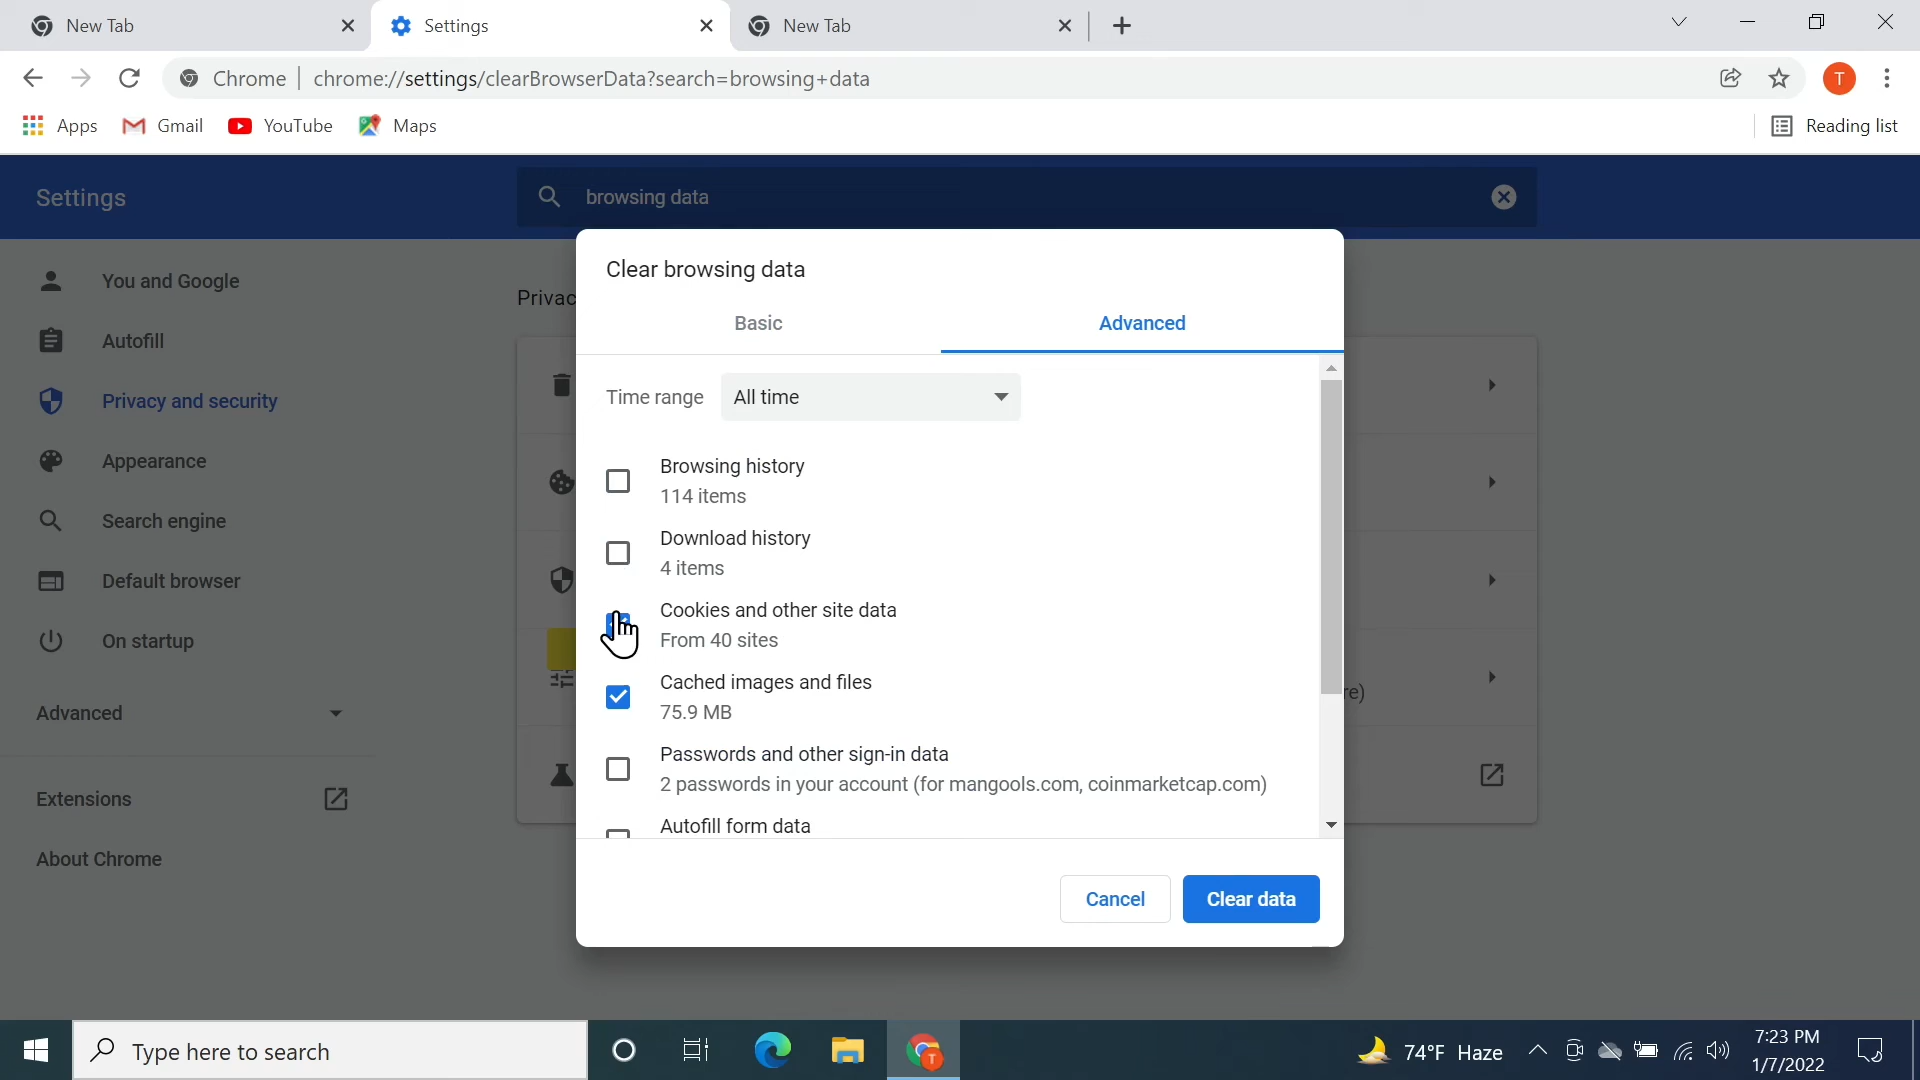 New Tab
Settings
New Tab
Chrome
chrome://settings/clearBrowserData?search=browsing+data
T
Apps
Gmail
YouTube
Maps
Reading list
Settings
browsing data
You and Google
Autofill
Privacy and security
Appearance
Search engine
Default browser
On startup
Advanced
Extensions
About Chrome
Privac
re)
Clear browsing data
Basic
Advanced
Time range
All time
Browsing history
114 items
Download history
4 items
Cookies and other site data
From 40 sites
Cached images and files
75.9 MB
Passwords and other sign-in data
2 passwords in your account (for mangools.com, coinmarketcap.com)
Autofill form data
Cancel
Clear data
Type here to search
T
74°F Haze
7:23 PM
1/7/2022